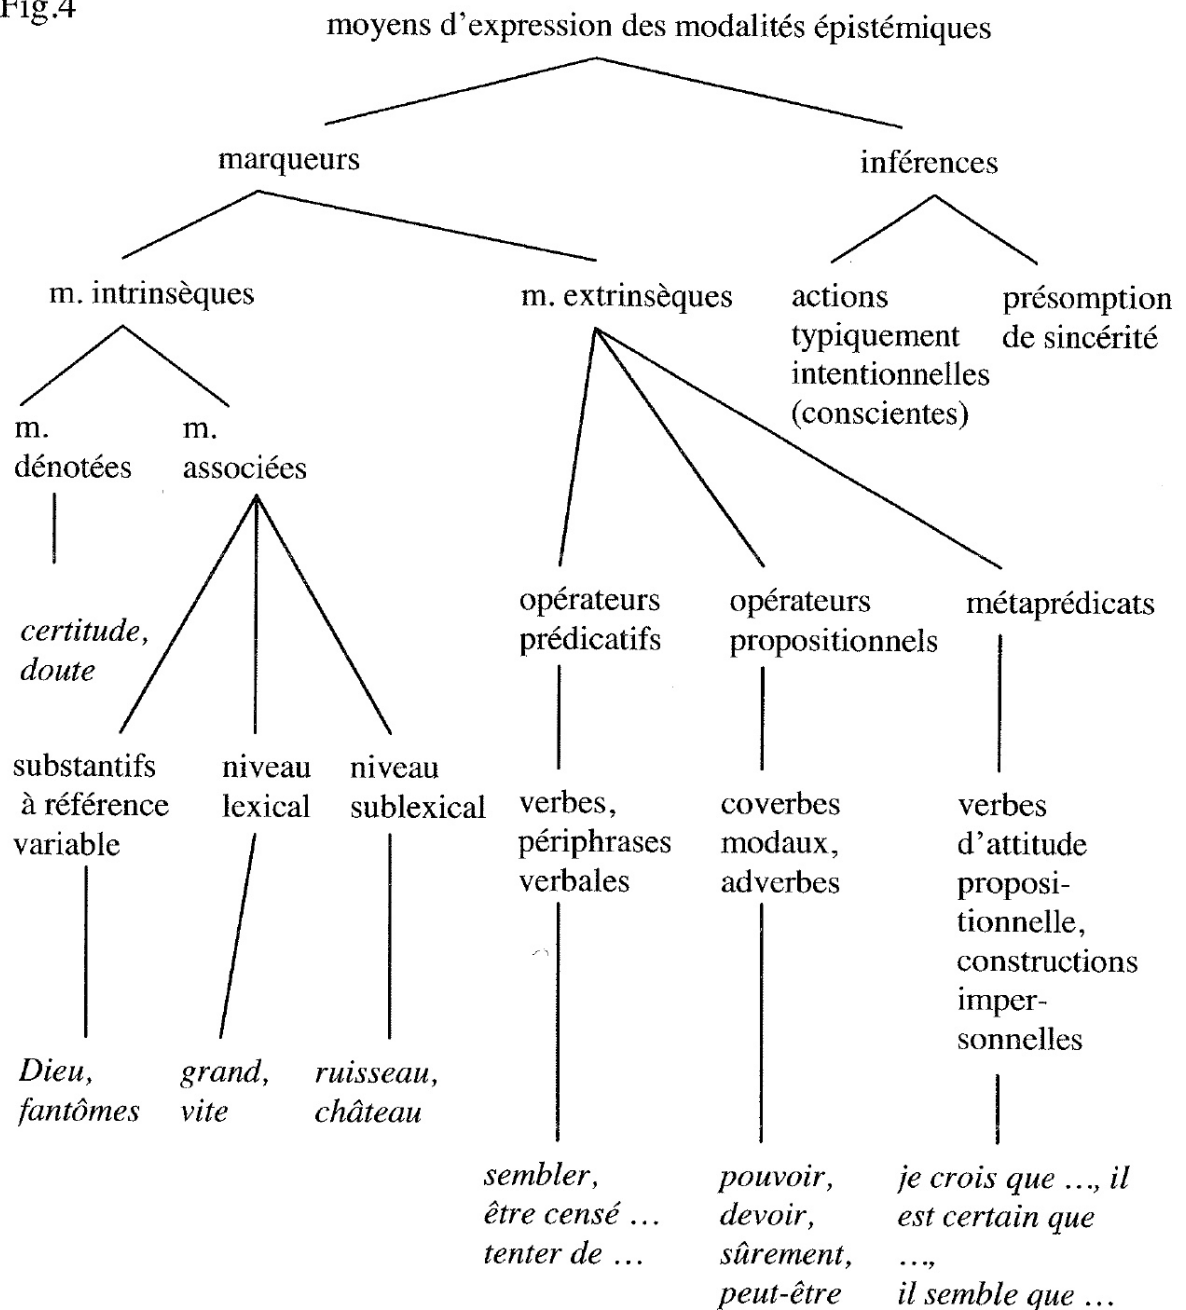 Fig.4
moyens d'expression des modalités épistémiques
marqueurs
inférences
m. intrinsèques
m. extrinsèques
actions
typiquement
intentionnelles
(conscientes)
présomption
de sincérité
m.
dénotées
m.
associées
certitude,
doute
opérateurs
prédicatifs
opérateurs
propositionnels
métaprédicats
substantifs
à référence
variable
niveau
lexical
niveau
sublexical
verbes,
périphrases
verbales
coverbes
modaux,
adverbes
verbes
d'attitude
proposi-
tionnelle,
constructions
imper-
sonnelles
Dieu,
fantômes
grand,
vite
ruisseau,
château
sembler,
être censé …
tenter de …
pouvoir,
devoir,
sûrement,
peut-être
je crois que …, il
est certain que
…,
il semble que …